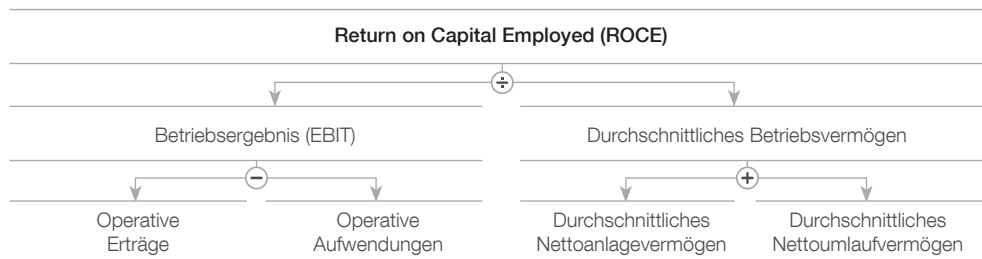 Return on Capital Employed (ROCE)
÷
Betriebsergebnis (EBIT)
Durchschnittliches Betriebsvermögen
−
+
Operative
Erträge
Operative
Aufwendungen
Durchschnittliches
Nettoanlagevermögen
Durchschnittliches
Nettoumlaufvermögen